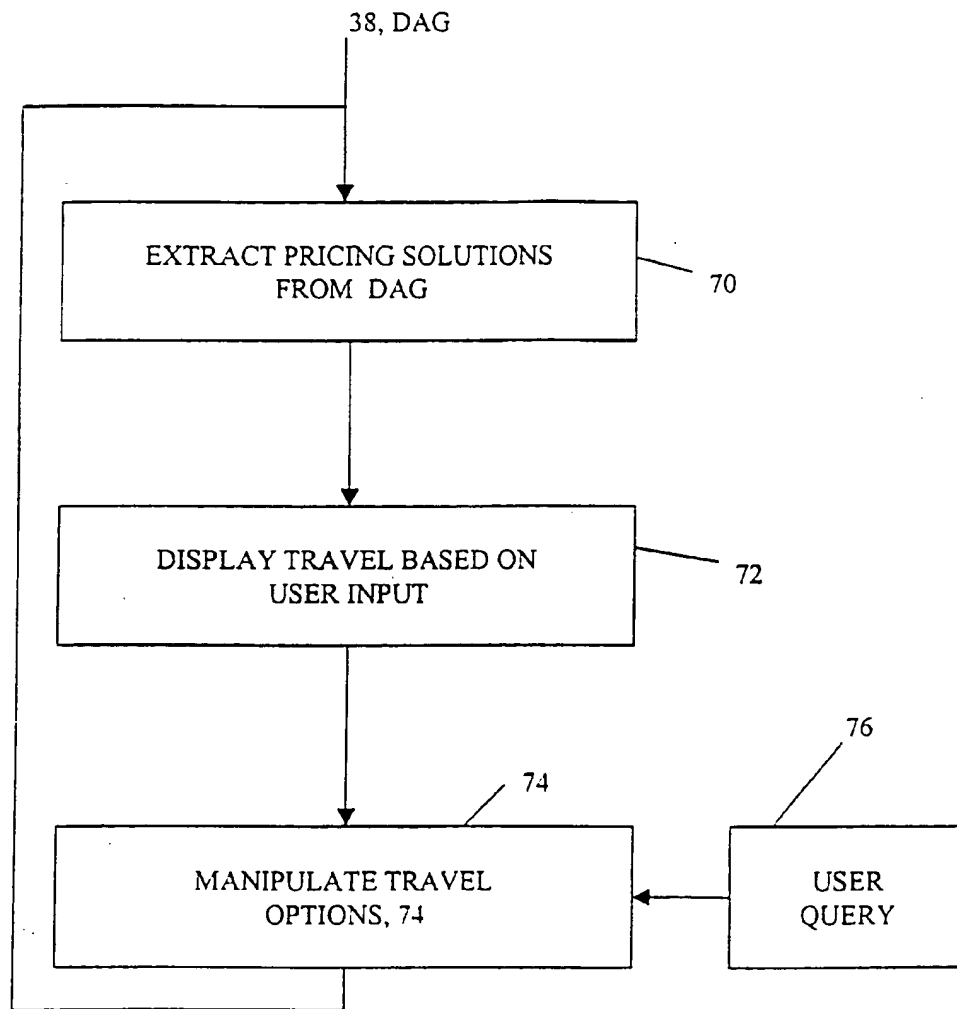 38, DAG
EXTRACT PRICING SOLUTIONS
FROM DAG
70
DISPLAY TRAVEL BASED ON
USER INPUT
72
76
74
MANIPULATE TRAVEL
OPTIONS, 74
USER
QUERY